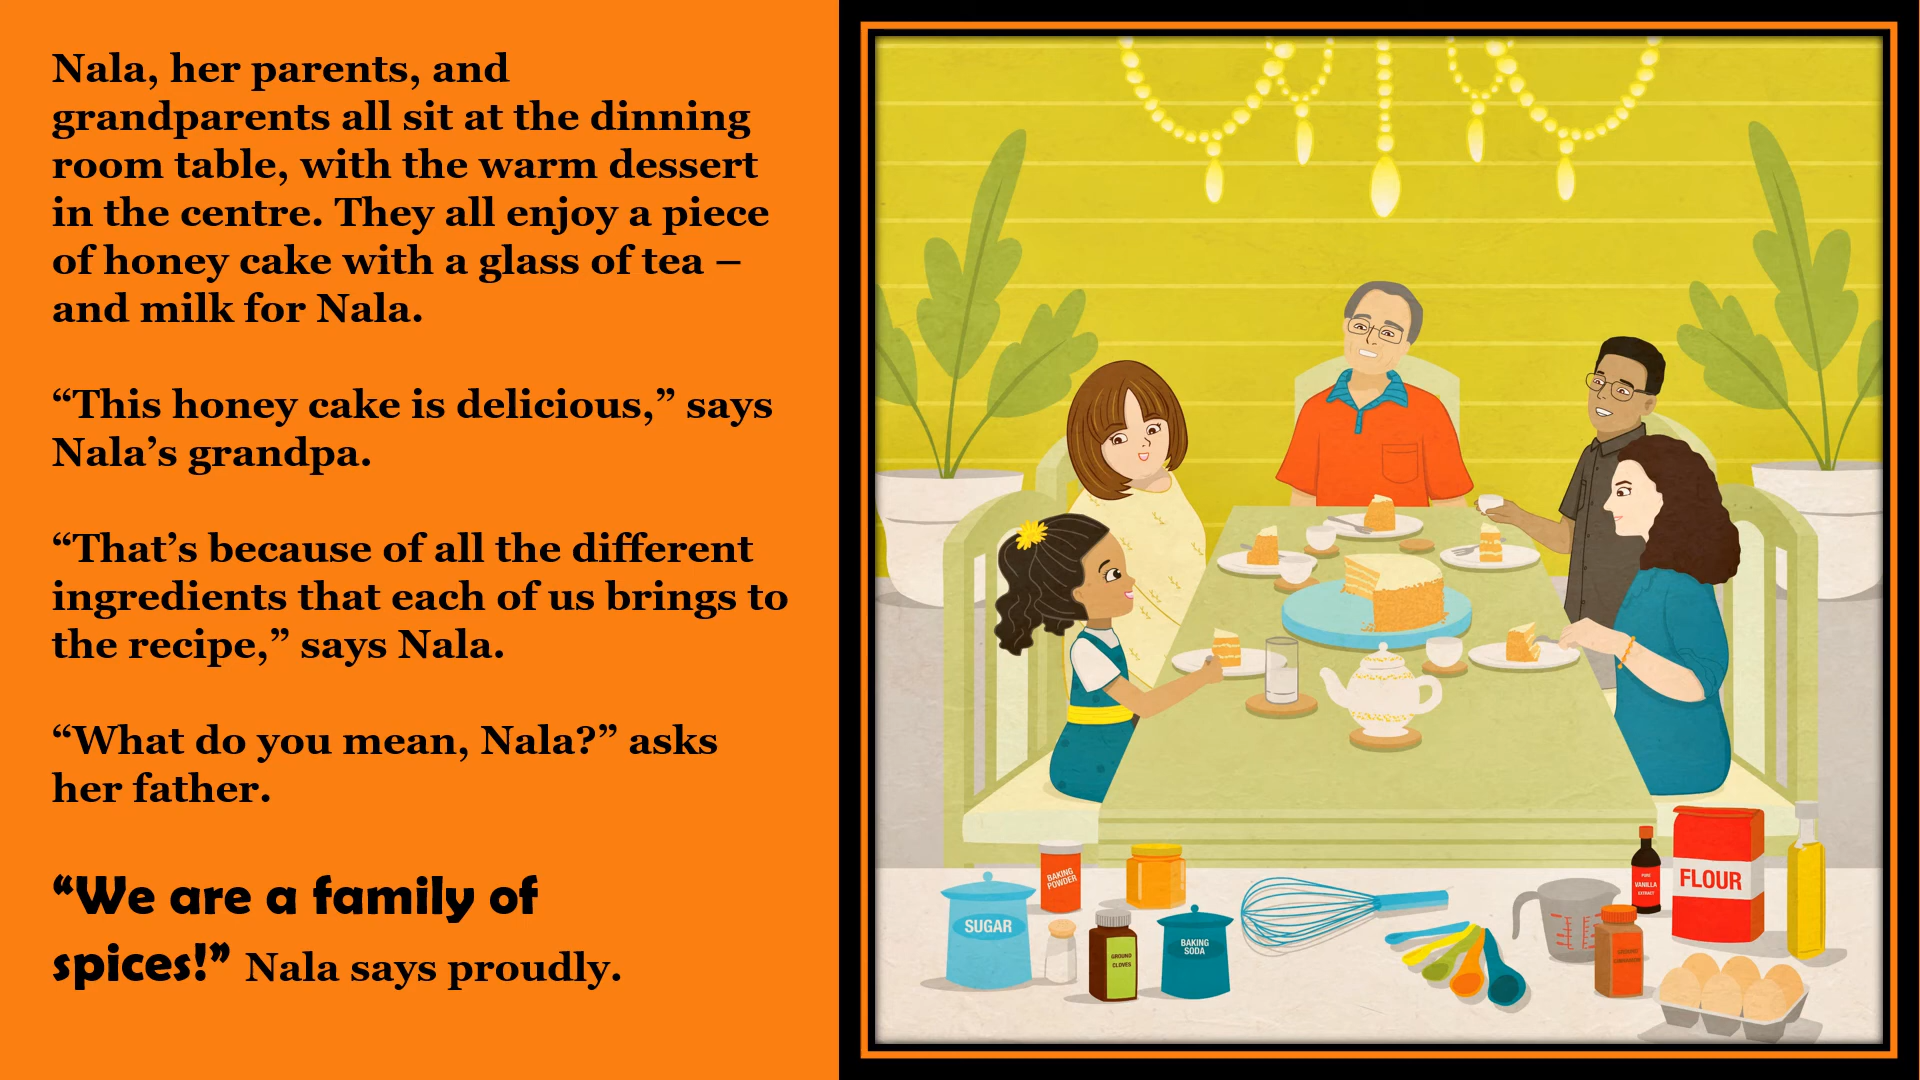 Nala, her parents, and
grandparents all sit at the dinning
room table, with the warm dessert
in the centre. They all enjoy a piece
of honey cake with a glass of tea –
and milk for Nala.
“This honey cake is delicious,” says
Nala’s grandpa.
“That’s because of all the different
ingredients that each of us brings to
the recipe,” says Nala.
“What do you mean, Nala?” asks
her father.
“We are a family of
spices!” Nala says proudly.
BAKING
POWDER
SUGAR
GROUND
CLOVES
BAKING
SODA
PURE
VANILLA
EXTRACT
FLOUR
GROUND